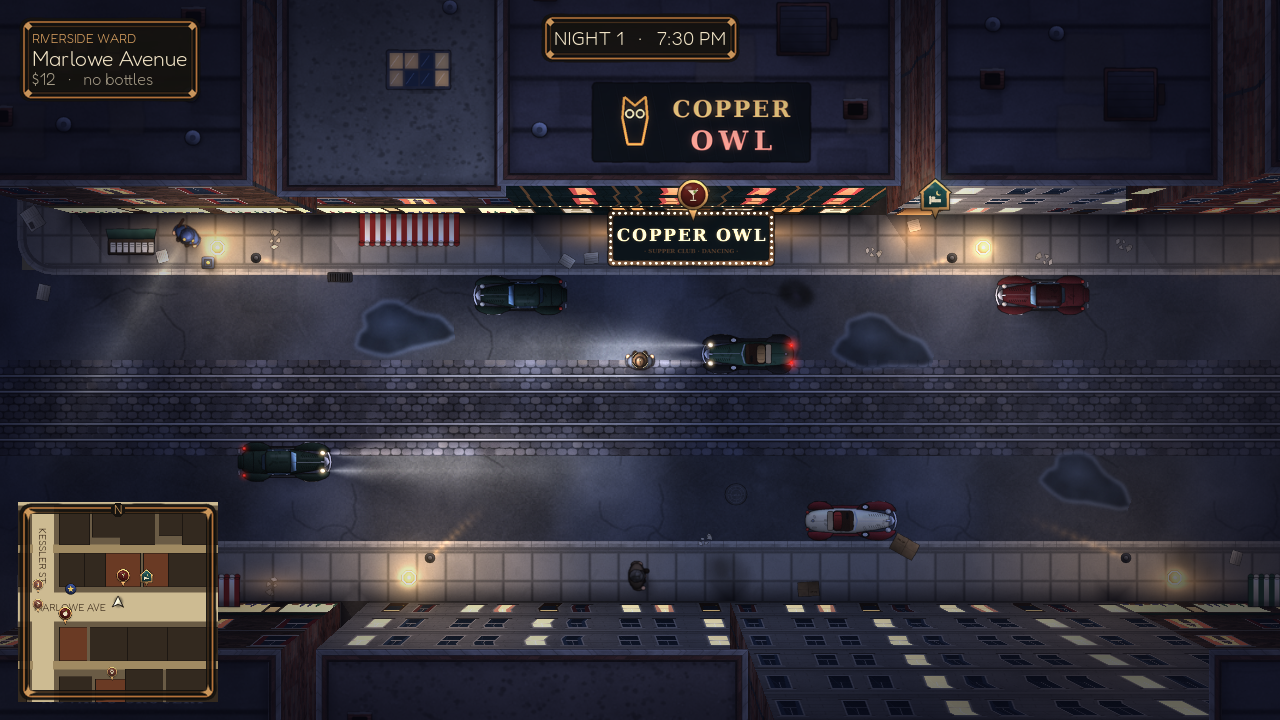 RIVERSIDE WARD
Marlowe Avenue
$12 · no bottles
NIGHT 1 · 7:30 PM
COPPER
OWL
COPPER OWL
SUPPER CLUB · DANCING
N
KESSLER ST
MARLOWE AVE